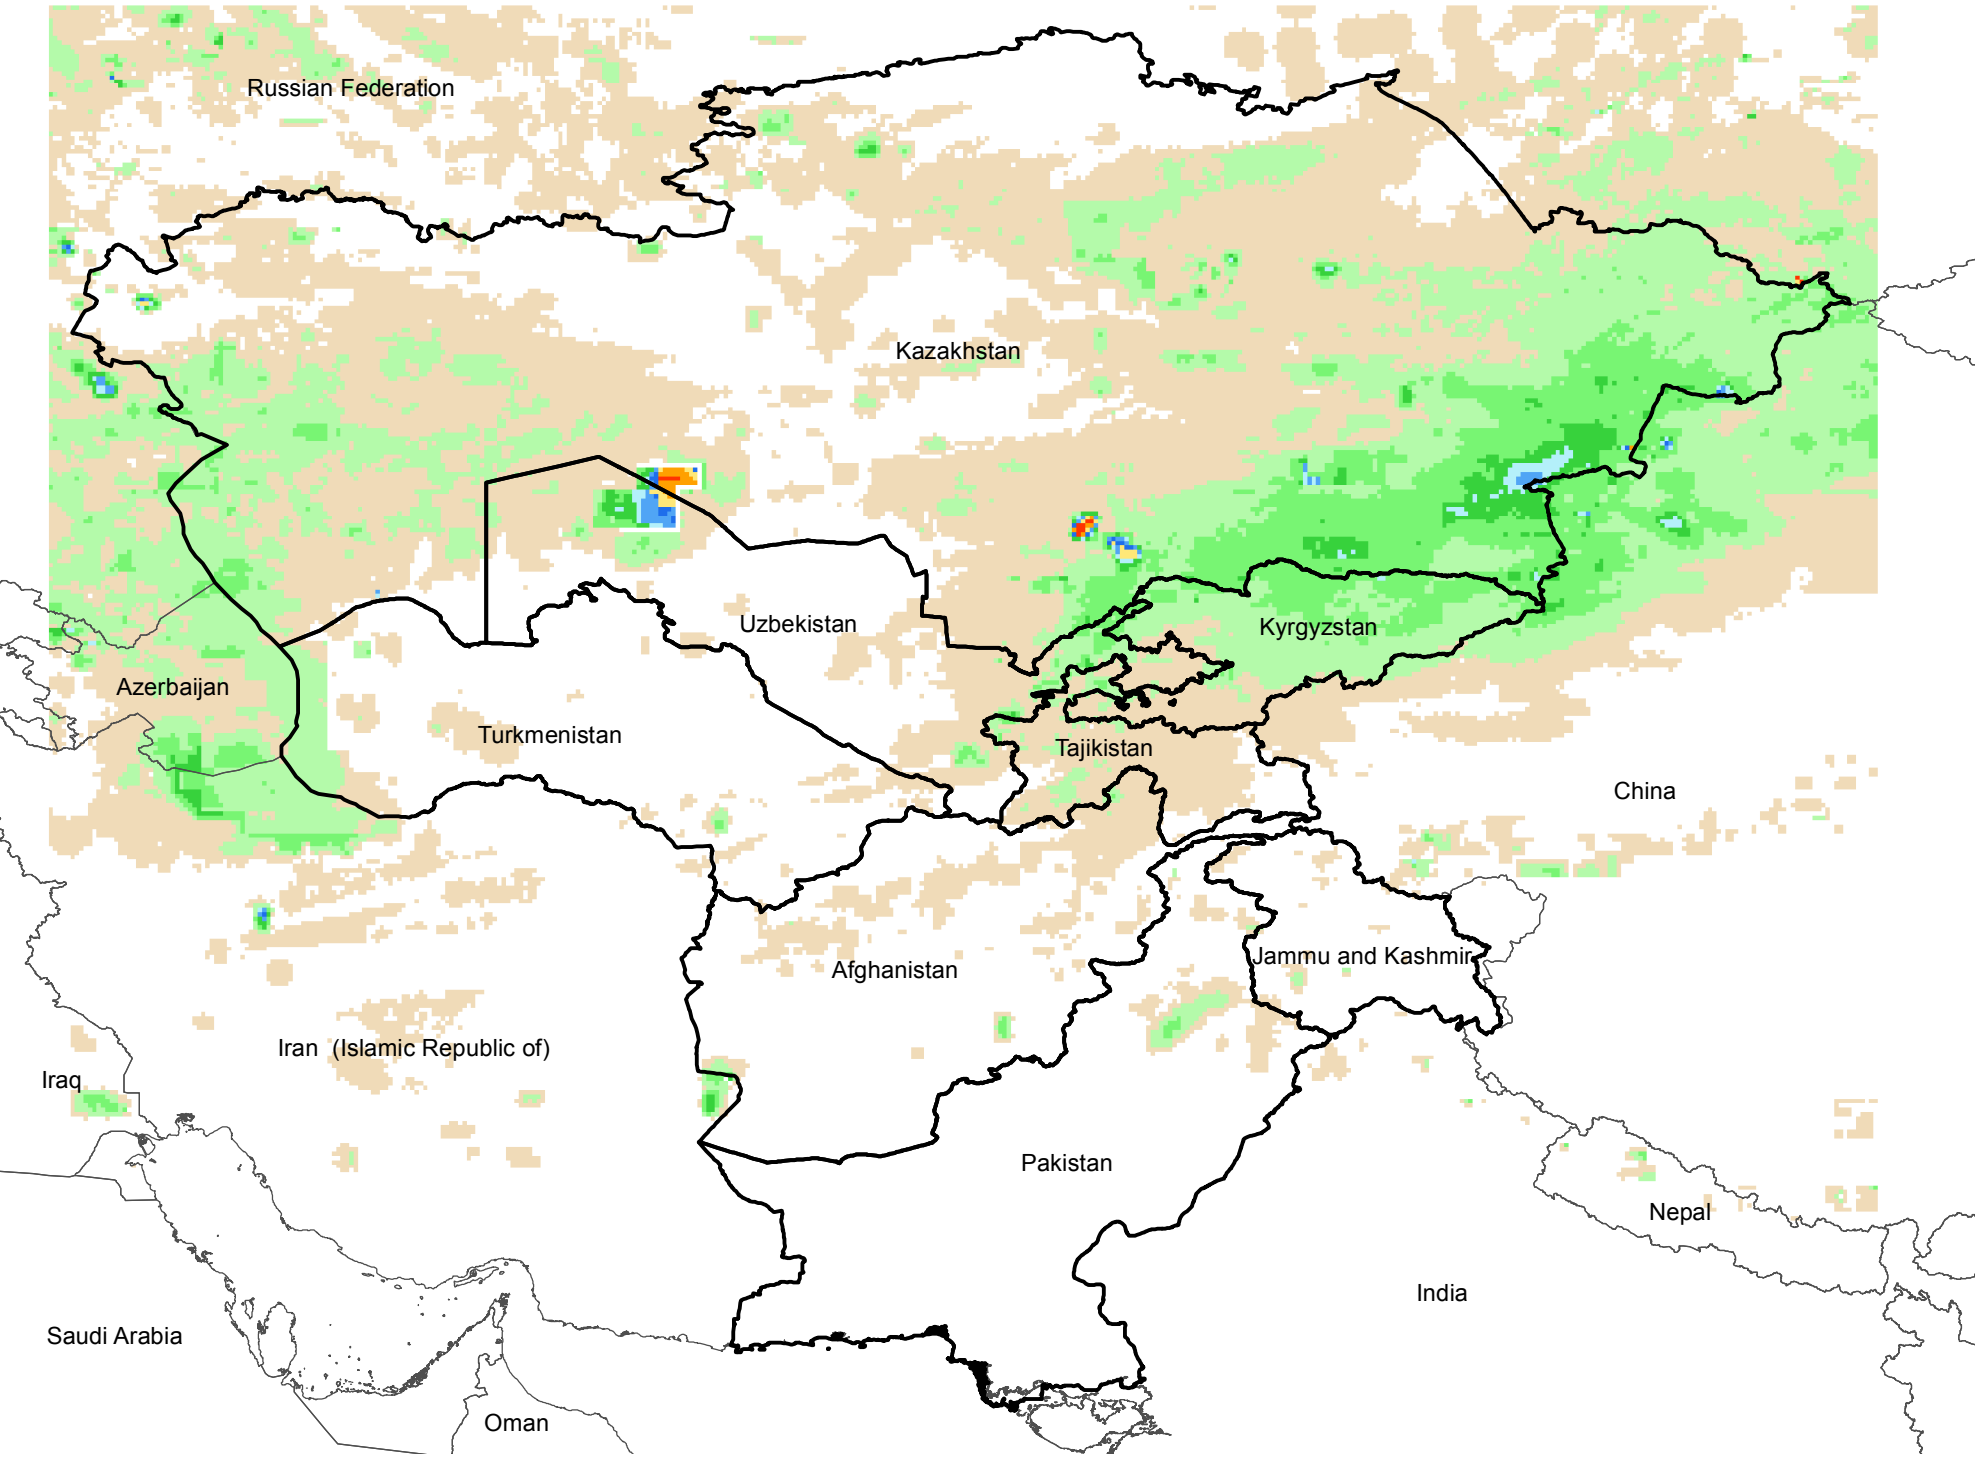 Russian Federation
Kazakhstan
Uzbekistan
Kyrgyzstan
Azerbaijan
Turkmenistan
Tajikistan
China
Afghanistan
Jammu and Kashmir
Iran (Islamic Republic of)
Iraq
Pakistan
Nepal
India
Saudi Arabia
Oman